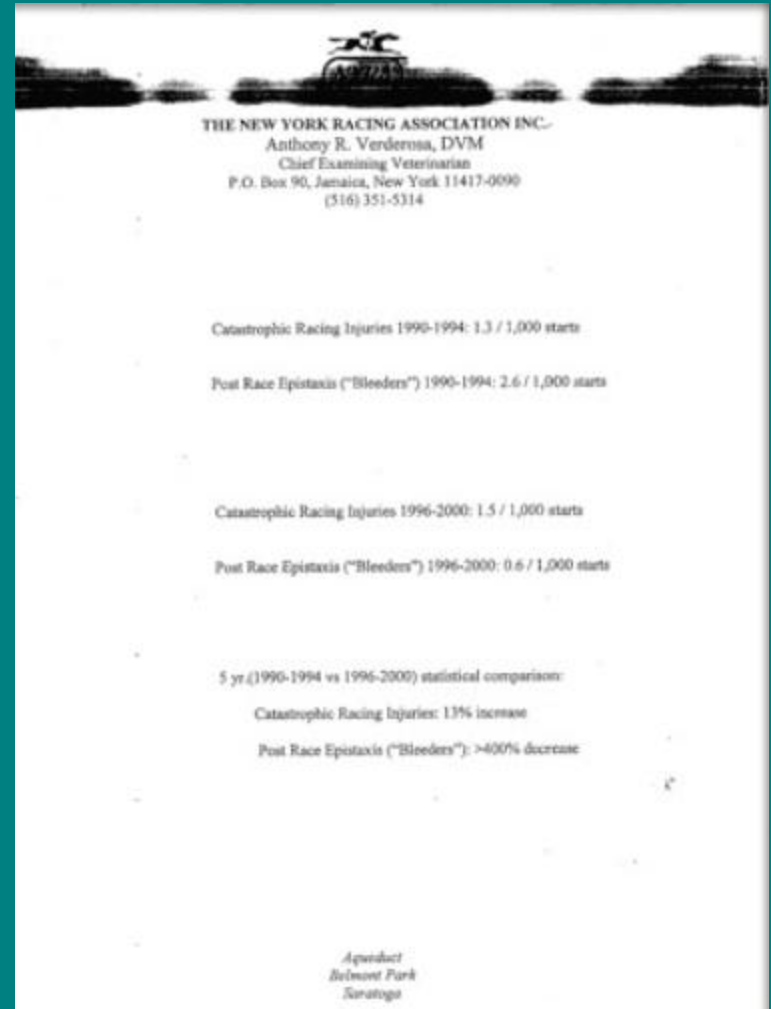 THE NEW YORK RACING ASSOCIATION INC.
Anthony R. Verderosa, DVM
Chief Examining Veterinarian
P.O. Box 90, Jamaica, New York 11417-0090
(516) 351-5314
Catastrophic Racing Injuries 1990-1994: 1.3 / 1,000 starts
Post Race Epistaxis ("Bleeders") 1990-1994: 2.6 / 1,000 starts
Catastrophic Racing Injuries 1996-2000: 1.5 / 1,000 starts
Post Race Epistaxis ("Bleeders") 1996-2000: 0.6 / 1,000 starts
5 yr.(1990-1994 vs 1996-2000) statistical comparison:
Catastrophic Racing Injuries: 13% increase
Post Race Epistaxis ("Bleeders"): >400% decrease
Aqueduct
Belmont Park
Saratoga